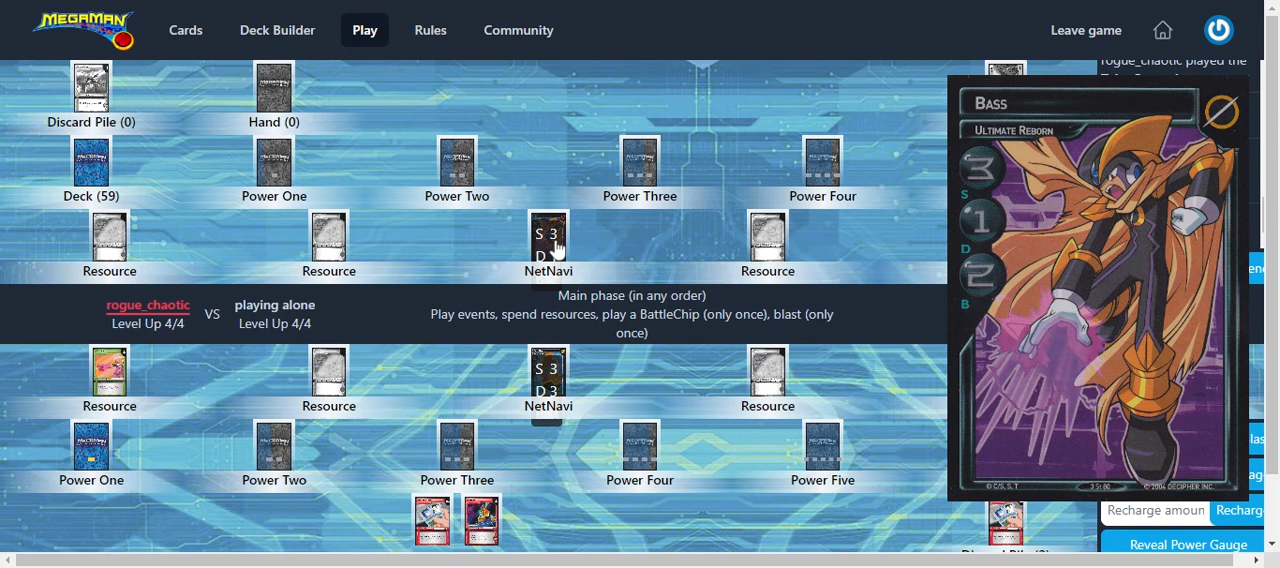 MEGAMAN
Cards
Deck Builder
Play
Rules
Community
Leave game
rogue_chaotic played the
Discard Pile (0)
Hand (0)
Deck (59)
Power One
Power Two
Power Three
Power Four
Resource
Resource
S 3
D
NetNavi
Resource
rogue_chaotic
Level Up 4/4
VS
playing alone
Level Up 4/4
Main phase (in any order)
Play events, spend resources, play a BattleChip (only once), blast (only
once)
Resource
Resource
S 3
D 3
NetNavi
Resource
Power One
Power Two
Power Three
Power Four
Power Five
BASS
ULTIMATE REBORN
3
S
1
D
2
B
© C/S, S, T
© 2004 DECIPHER INC.
Recharge amoun
Recharg
Reveal Power Gauge